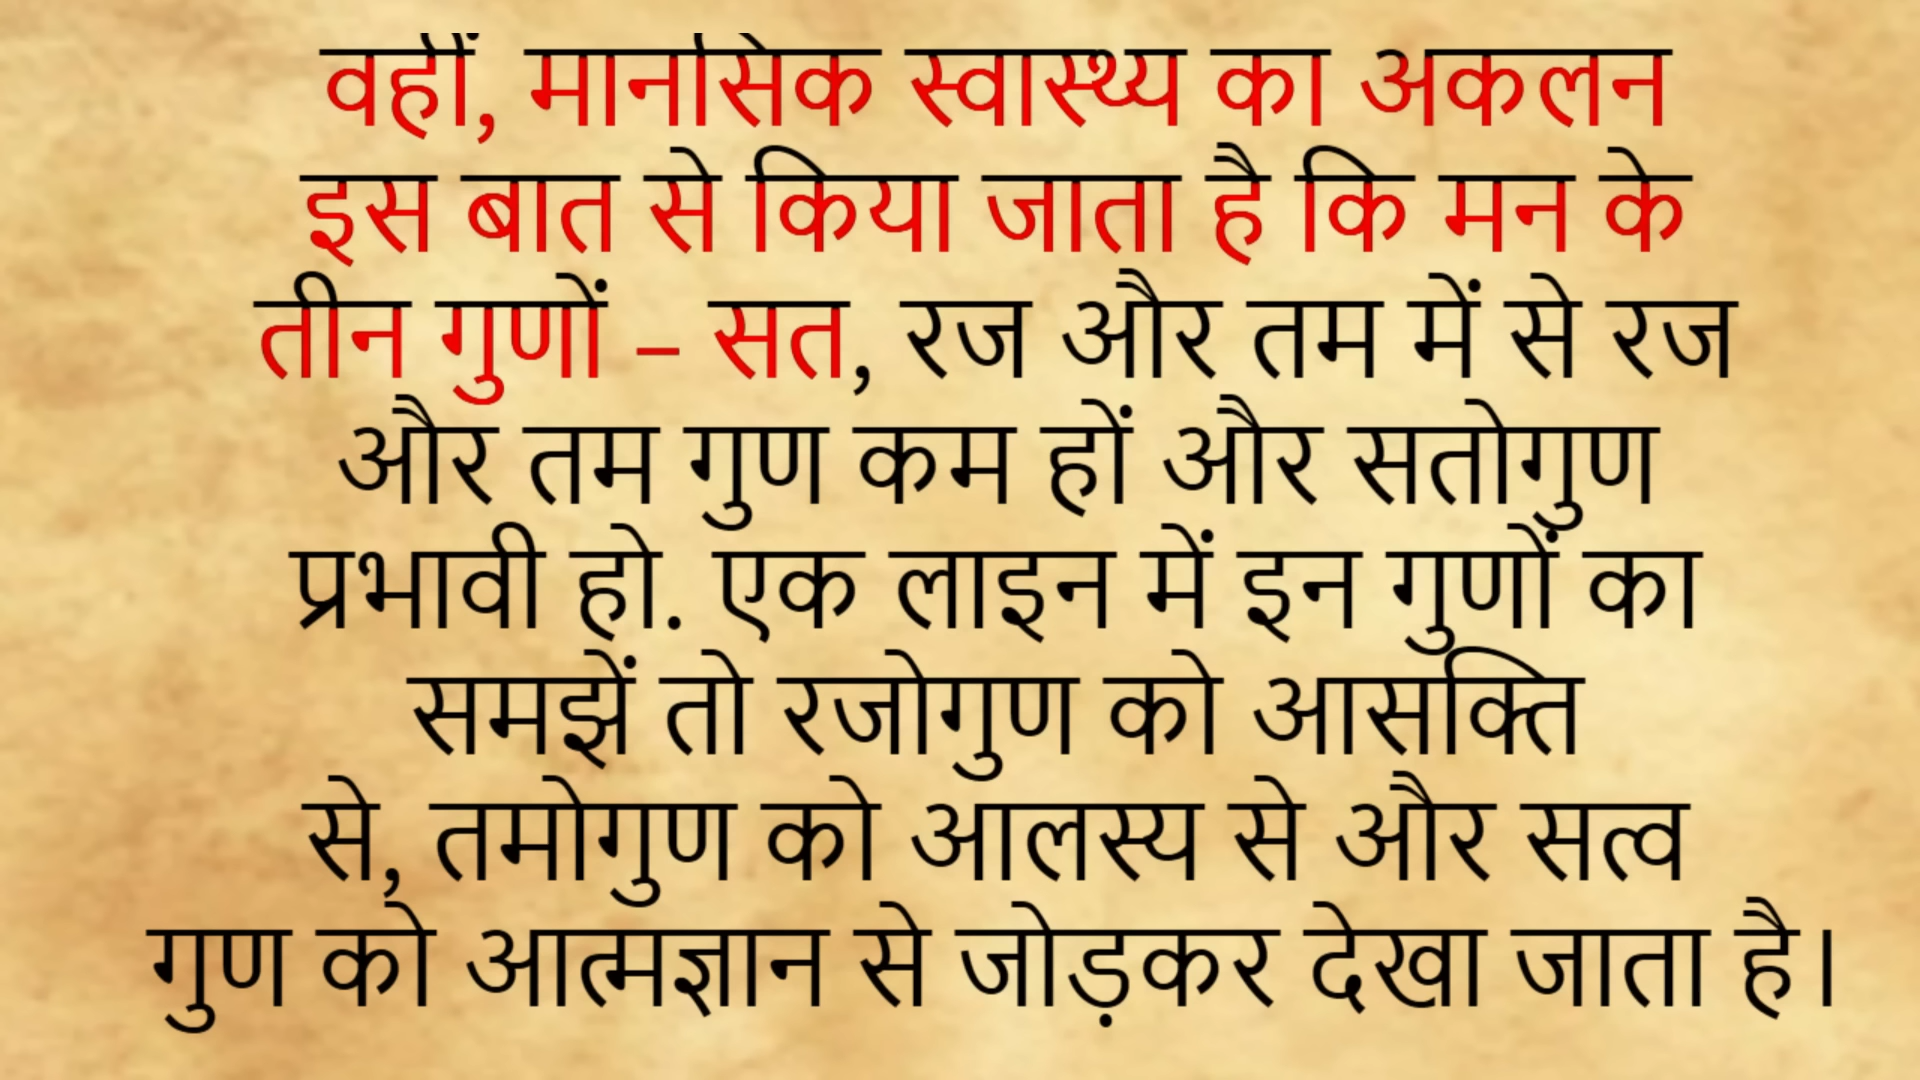 वहीं, मानसिक स्वास्थ्य का अकलन
इस बात से किया जाता है कि मन के
तीन गुणों – सत, रज और तम में से रज
और तम गुण कम हों और सतोगुण
प्रभावी हो. एक लाइन में इन गुणों का
समझें तो रजोगुण को आसक्ति
से, तमोगुण को आलस्य से और सत्व
गुण को आत्मज्ञान से जोड़कर देखा जाता है।